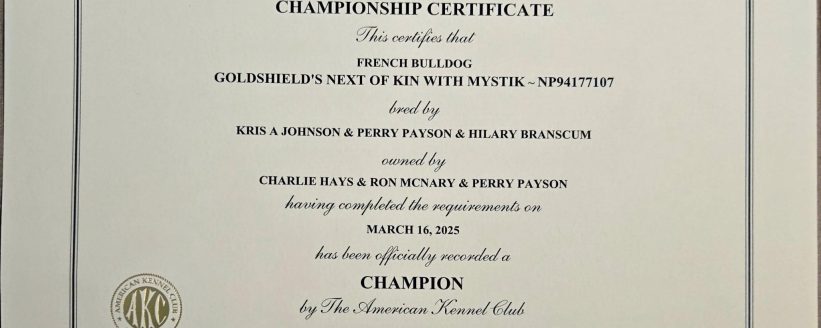 CHAMPIONSHIP CERTIFICATE
This certifies that
FRENCH BULLDOG
GOLDSHIELD'S NEXT OF KIN WITH MYSTIK ~ NP94177107
bred by
KRIS A JOHNSON & PERRY PAYSON & HILARY BRANSCUM
owned by
CHARLIE HAYS & RON MCNARY & PERRY PAYSON
having completed the requirements on
MARCH 16, 2025
has been officially recorded a
CHAMPION
by The American Kennel Club
AMERICAN KENNEL CLUB
AKC